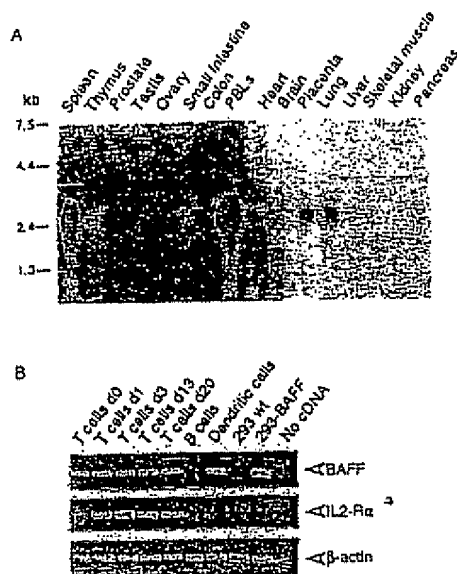 A
kb
Spleen
Thymus
Prostate
Testis
Ovary
Small Intestine
Colon
PBLs
Heart
Brain
Placenta
Lung
Liver
Skeletal muscle
Kidney
Pancreas
7.5
4.4
2.4
1.3
B
T cells d0
T cells d1
T cells d3
T cells d13
T cells d20
B cells
Dendritic cells
293 wt
293-BAFF
No cDNA
BAFF
IL2-Rα
β-actin